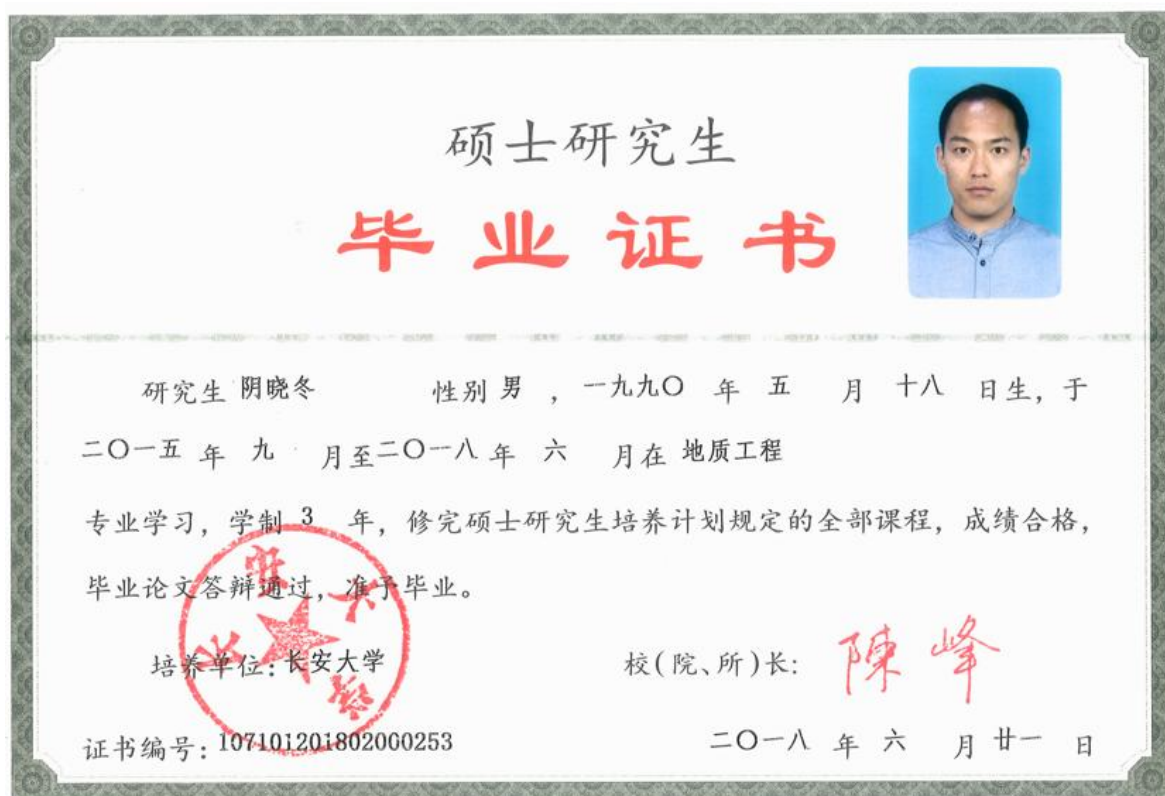 硕士研究生
毕业证书
研究生 阴晓冬 性别 男 ，一九九〇 年 五 月 十八 日生，于
二〇一五 年 九 月至二〇一八 年 六 月在 地质工程
专业学习，学制 3 年，修完硕士研究生培养计划规定的全部课程，成绩合格，
毕业论文答辩通过，准予毕业。
长安大学
培养单位：长安大学 校(院、所)长： 陳峰
证书编号：107101201802000253 二〇一八 年 六 月 廿一 日